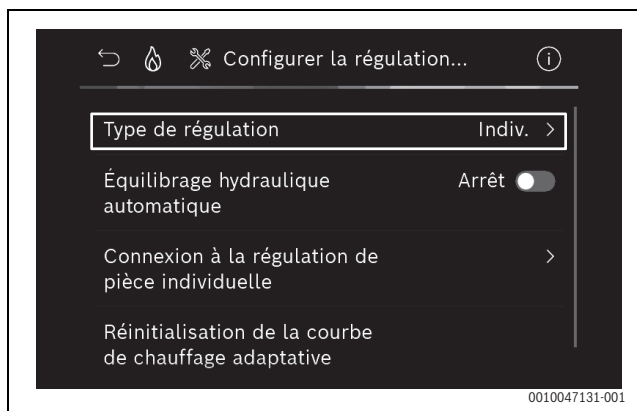 Configurer la régulation...
Type de régulation Indiv. >
Équilibrage hydraulique Arrêt
automatique
Connexion à la régulation de >
pièce individuelle
Réinitialisation de la courbe
de chauffage adaptative
0010047131-001